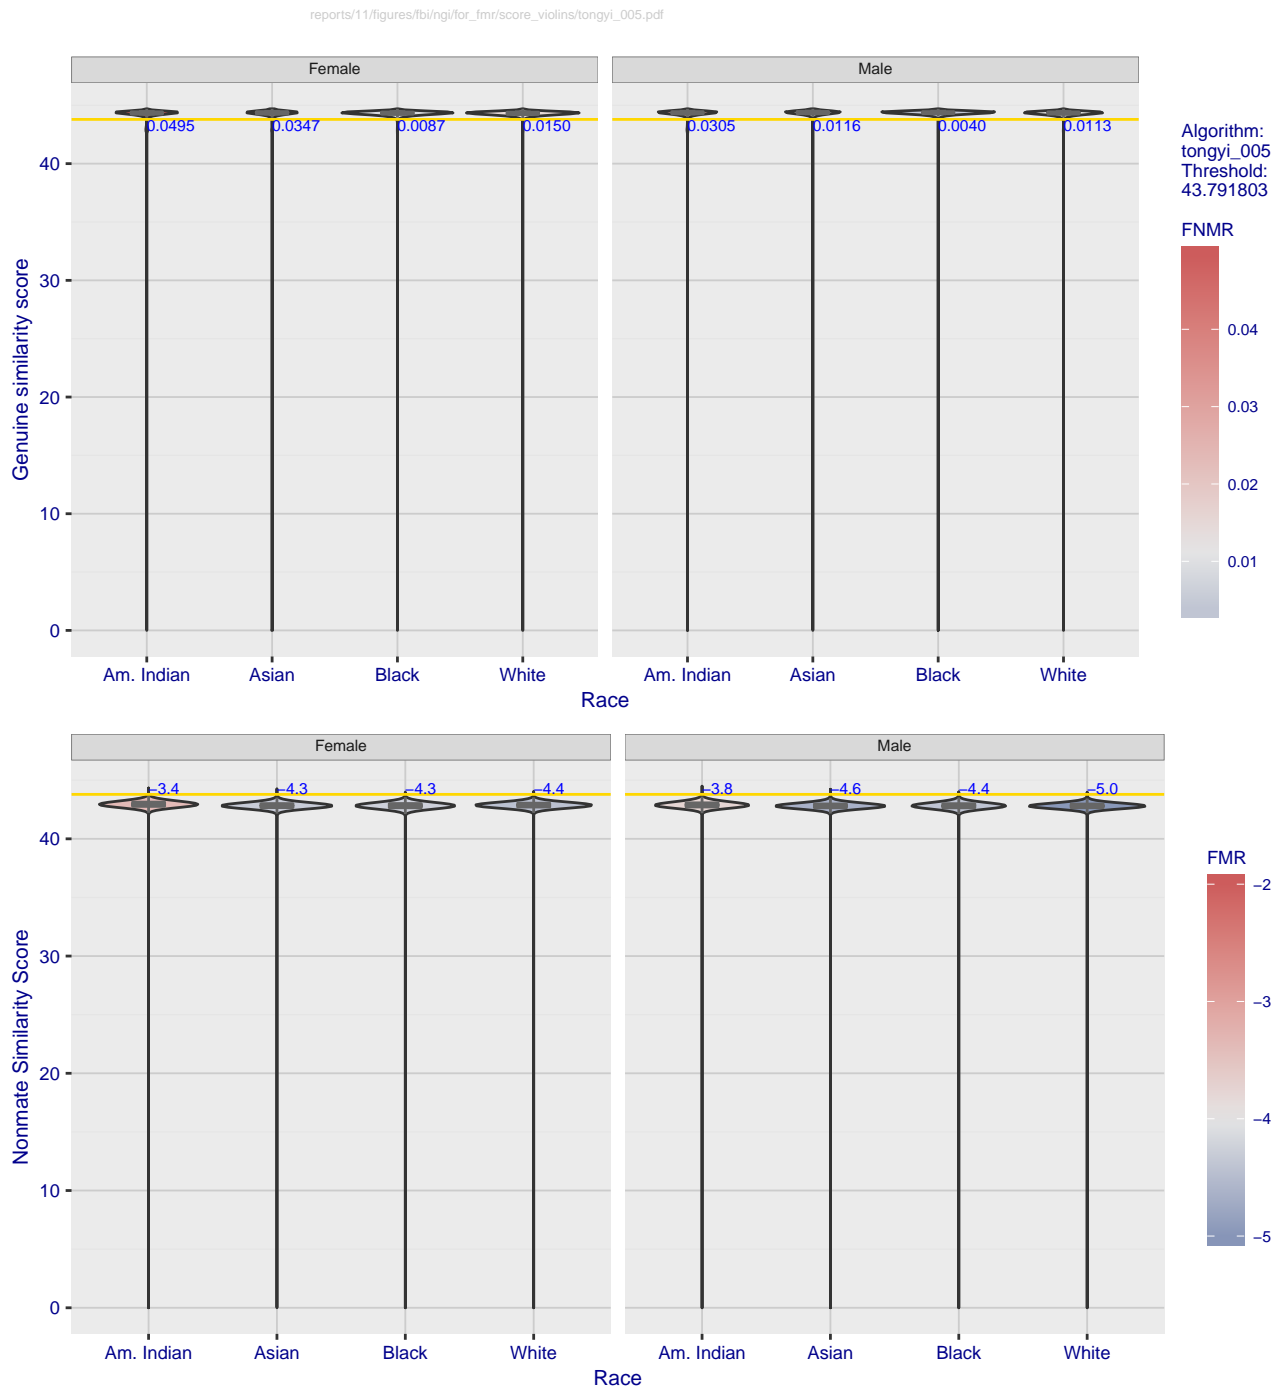 reports/11/figures/fbi/ngi/for_fmr/score_violins/tongyi_005.pdf
Female
Male
0.0495
0.0347
0.0087
0.0150
0.0305
0.0116
0.0040
0.0113
Genuine similarity score
40
30
20
10
0
Am. Indian
Asian
Black
White
Am. Indian
Asian
Black
White
Race
Algorithm:
tongyi_005
Threshold:
43.791803
FNMR
0.04
0.03
0.02
0.01
Female
Male
−3.4
−4.3
−4.3
−4.4
−3.8
−4.6
−4.4
−5.0
Nonmate Similarity Score
40
30
20
10
0
Am. Indian
Asian
Black
White
Am. Indian
Asian
Black
White
Race
FMR
−2
−3
−4
−5